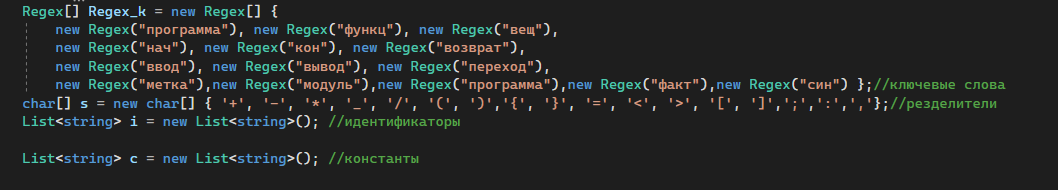 Regex[] Regex_k = new Regex[] {
new Regex("программа"), new Regex("функц"), new Regex("вещ"),
new Regex("нач"), new Regex("кон"), new Regex("возврат"),
new Regex("ввод"), new Regex("вывод"), new Regex("переход"),
new Regex("метка"),new Regex("модуль"),new Regex("программа"),new Regex("факт"),new Regex("син") };//ключевые слова
char[] s = new char[] { '+', '-', '*', '_', '/', '(', ')','{', '}', '=', '<', '>', '[', ']',';',':',','};//резделители
List<string> i = new List<string>(); //идентификаторы
List<string> c = new List<string>(); //константы